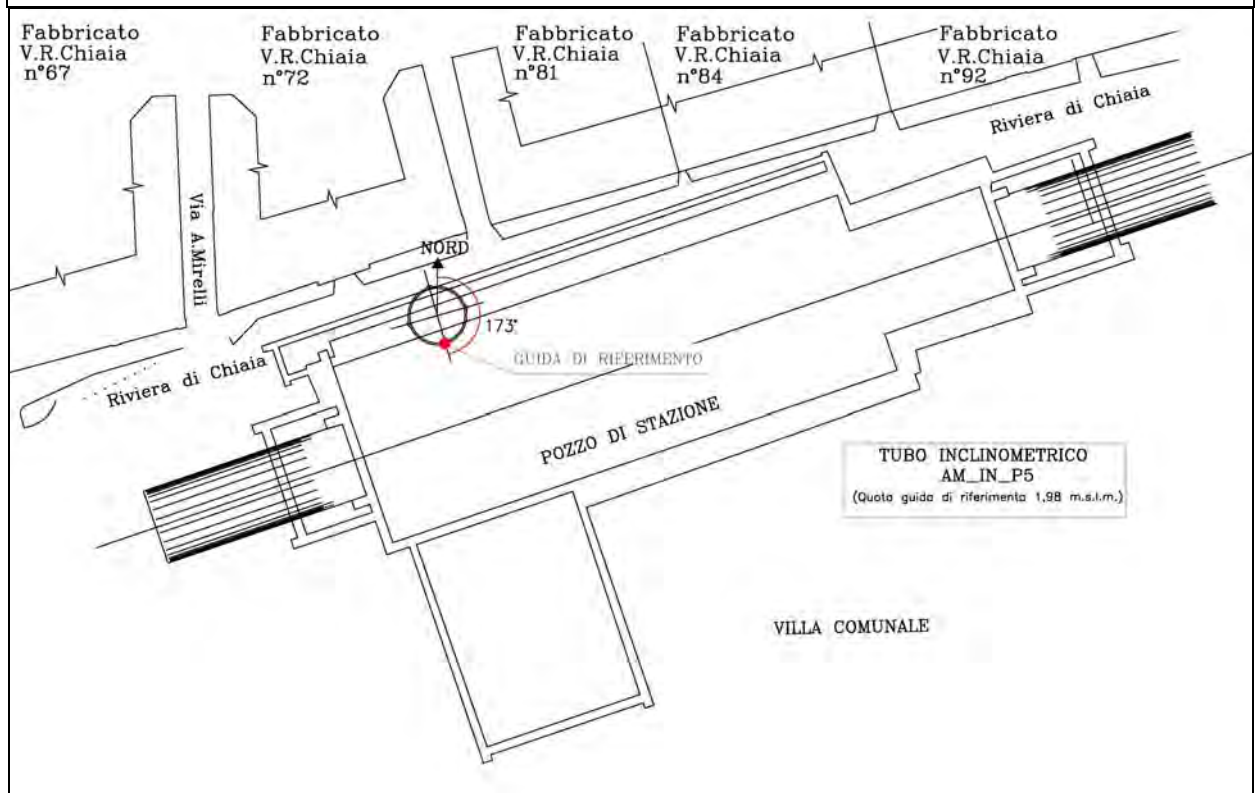 Fabbricato
V.R.Chiaia
n°67
Fabbricato
V.R.Chiaia
n°72
Fabbricato
V.R.Chiaia
n°81
Fabbricato
V.R.Chiaia
n°84
Fabbricato
V.R.Chiaia
n°92
Riviera di Chiaia
Via A.Mirelli
NORD
173°
GUIDA DI RIFERIMENTO
Riviera di Chiaia
POZZO DI STAZIONE
TUBO INCLINOMETRICO
AM_IN_P5
(Quota guida di riferimento 1,98 m.s.l.m.)
VILLA COMUNALE